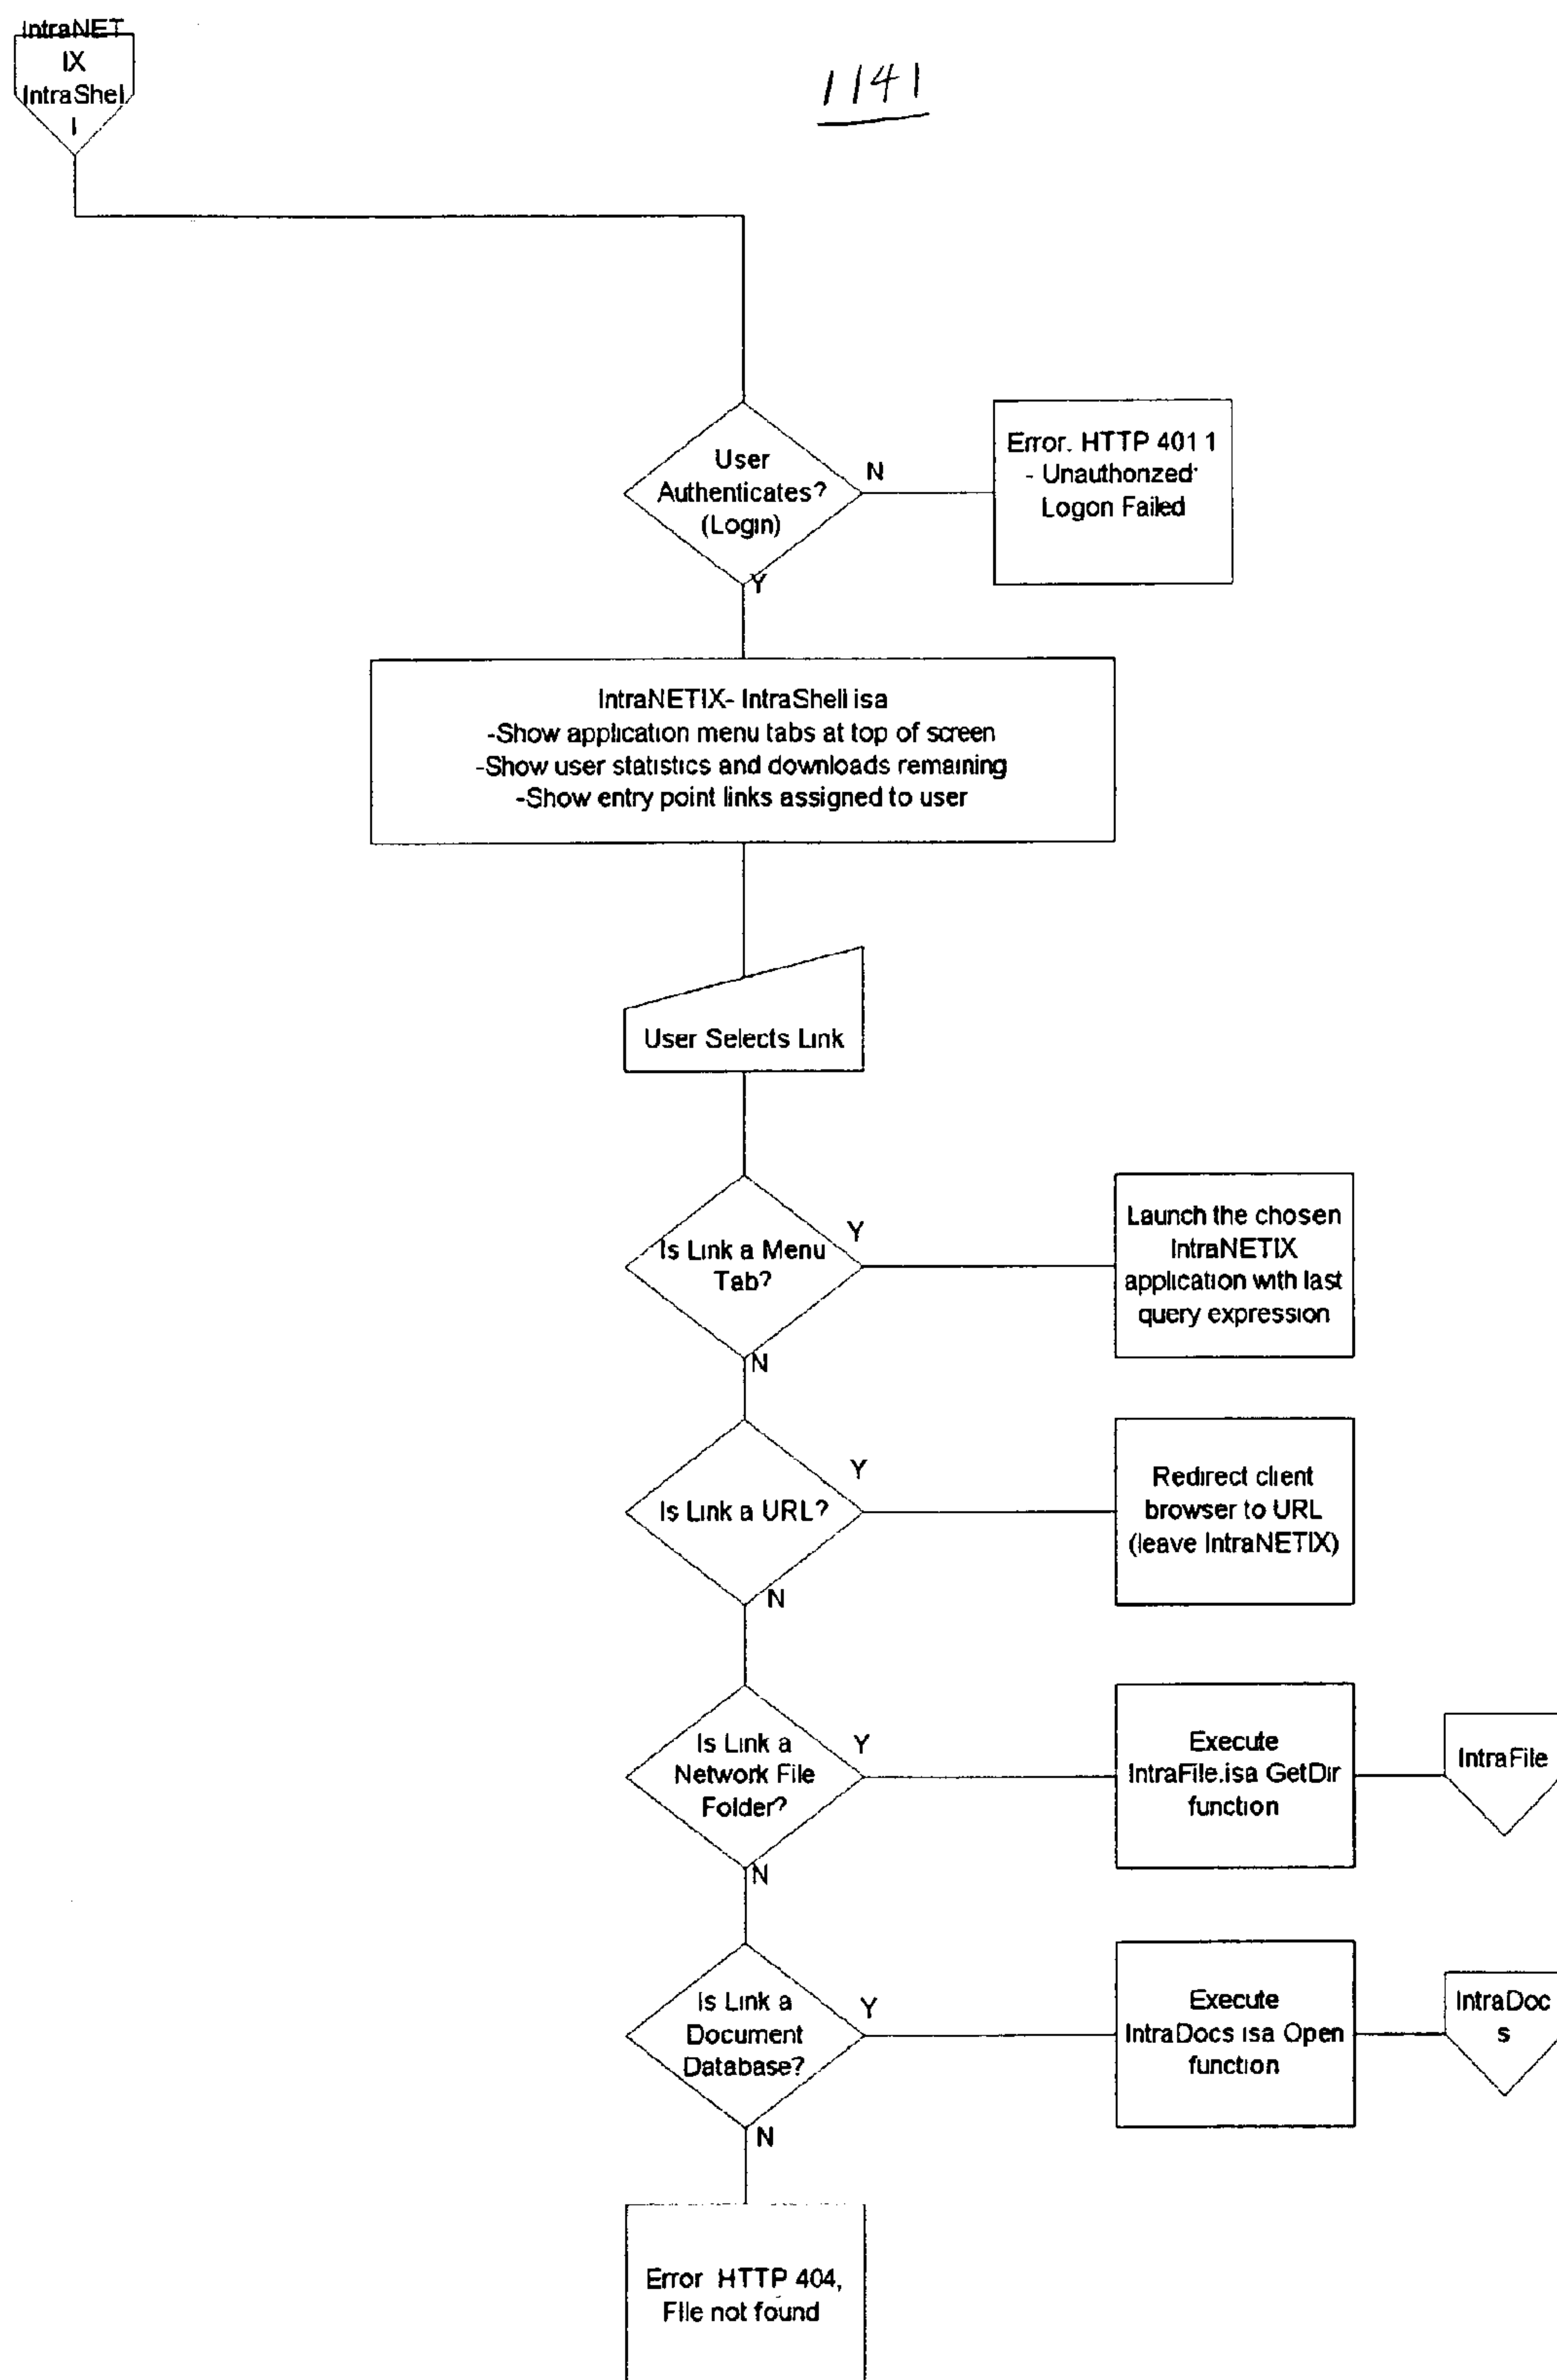 IntraNET
IX
IntraShel
l
1141
User
Authenticates?
(Login)
N
Error. HTTP 401 1
- Unauthorized:
Logon Failed
Y
IntraNETIX- IntraShell isa
-Show application menu tabs at top of screen
-Show user statistics and downloads remaining
-Show entry point links assigned to user
User Selects Link
Is Link a Menu
Tab?
Y
Launch the chosen
IntraNETIX
application with last
query expression
N
Is Link a URL?
Y
Redirect client
browser to URL
(leave IntraNETIX)
N
Is Link a
Network File
Folder?
Y
Execute
IntraFile.isa GetDir
function
IntraFile
N
Is Link a
Document
Database?
Y
Execute
IntraDocs isa Open
function
IntraDoc
s
N
Error HTTP 404,
File not found